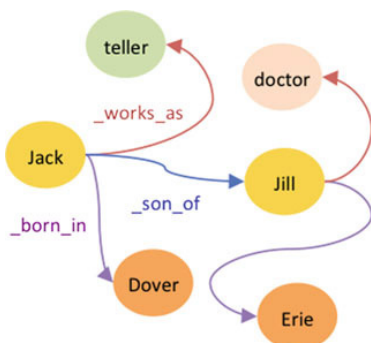 teller
doctor
_works_as
Jack
Jill
_son_of
_born_in
Dover
Erie